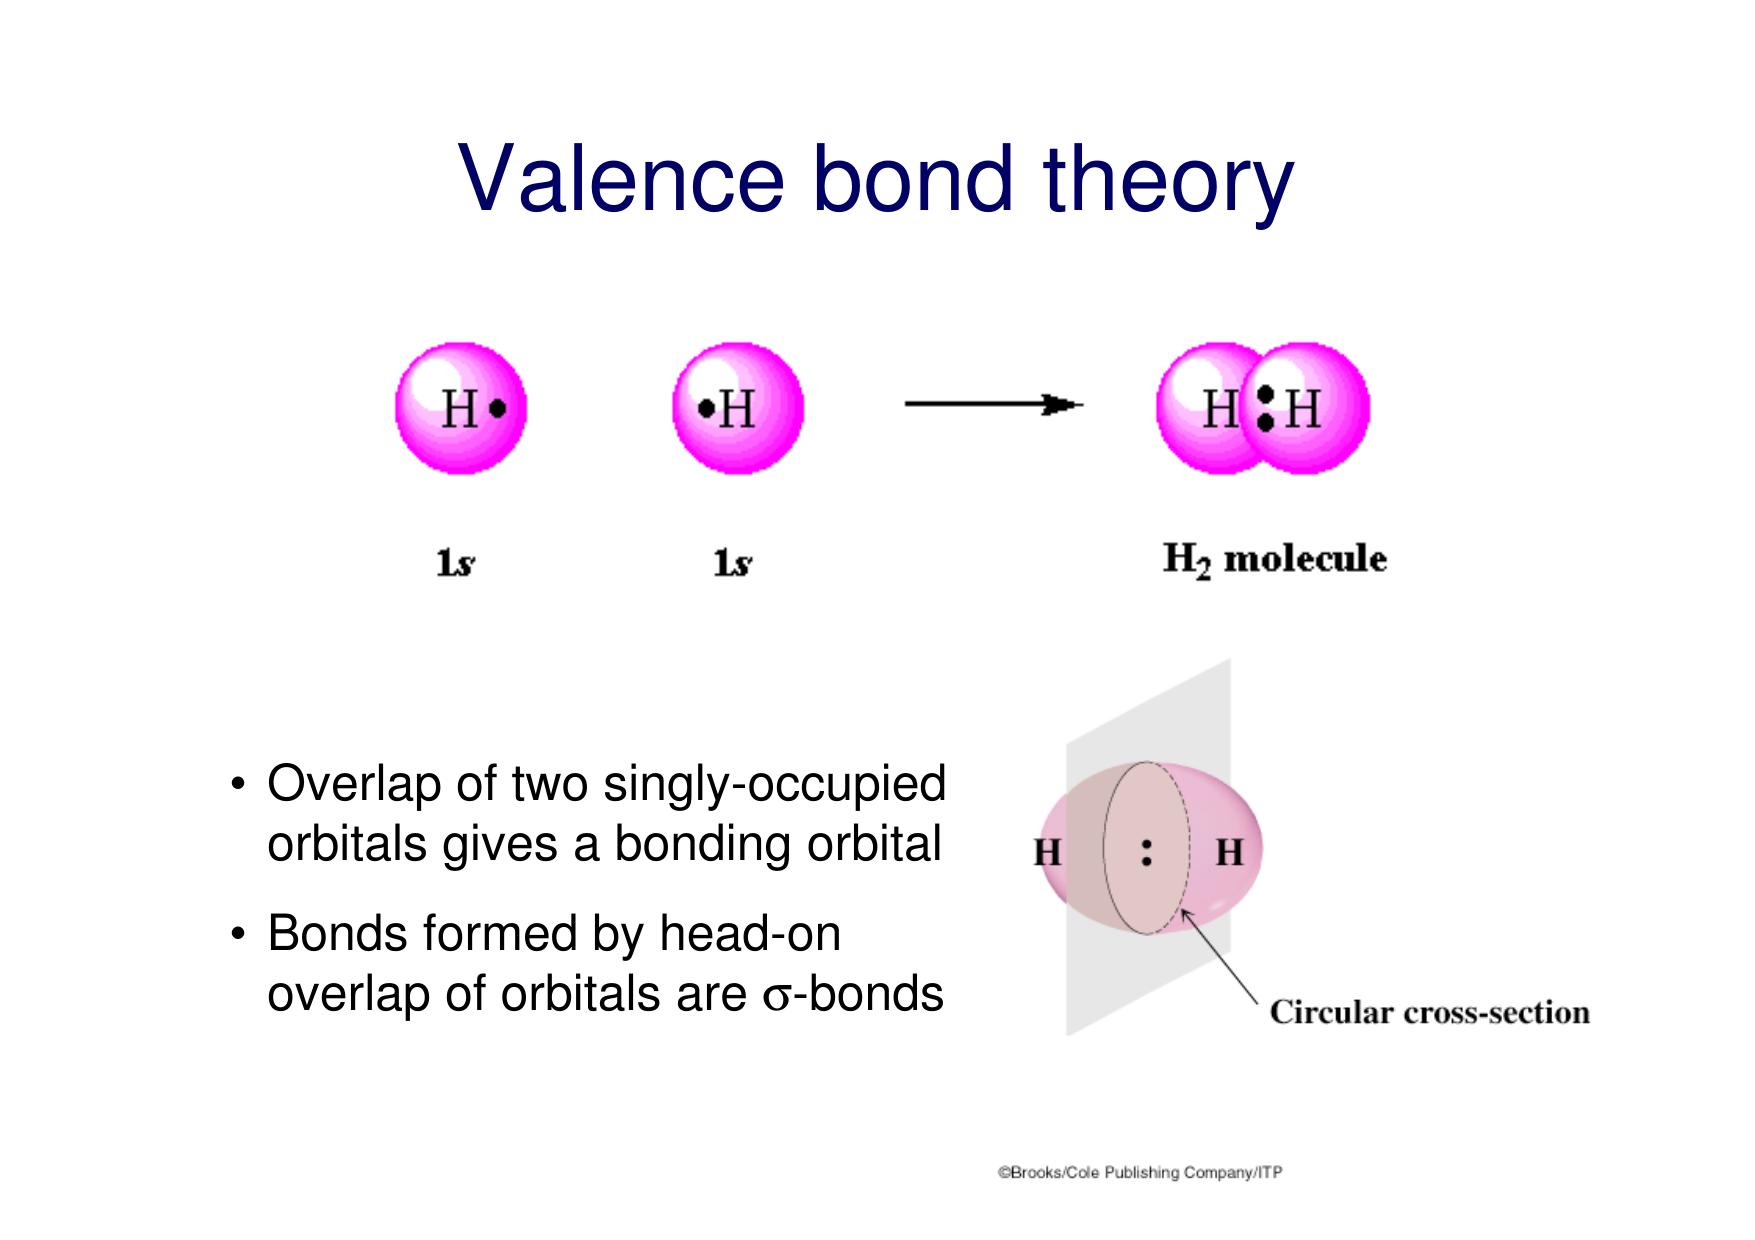 Valence bond theory
H• •H H:H
1s 1s H₂ molecule
• Overlap of two singly-occupied
orbitals gives a bonding orbital
• Bonds formed by head-on
overlap of orbitals are σ-bonds
H : H
Circular cross-section
©Brooks/Cole Publishing Company/ITP